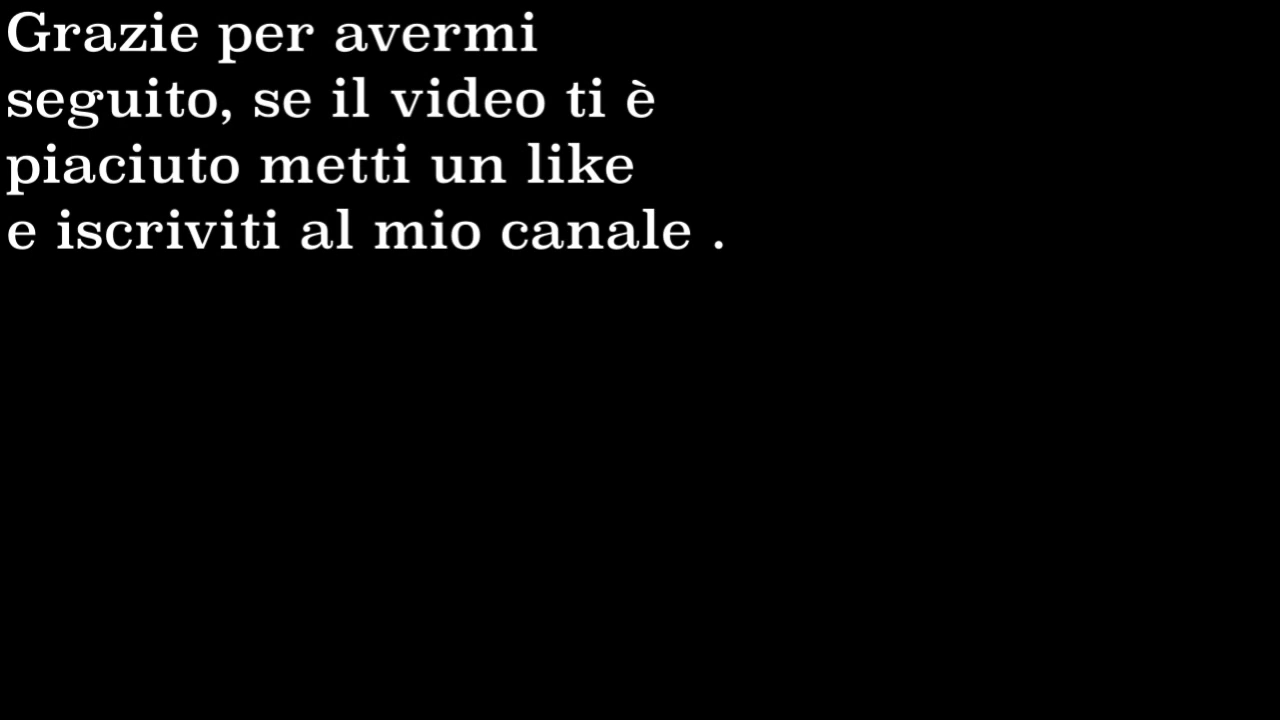 Grazie per avermi
seguito, se il video ti è
piaciuto metti un like
e iscriviti al mio canale .